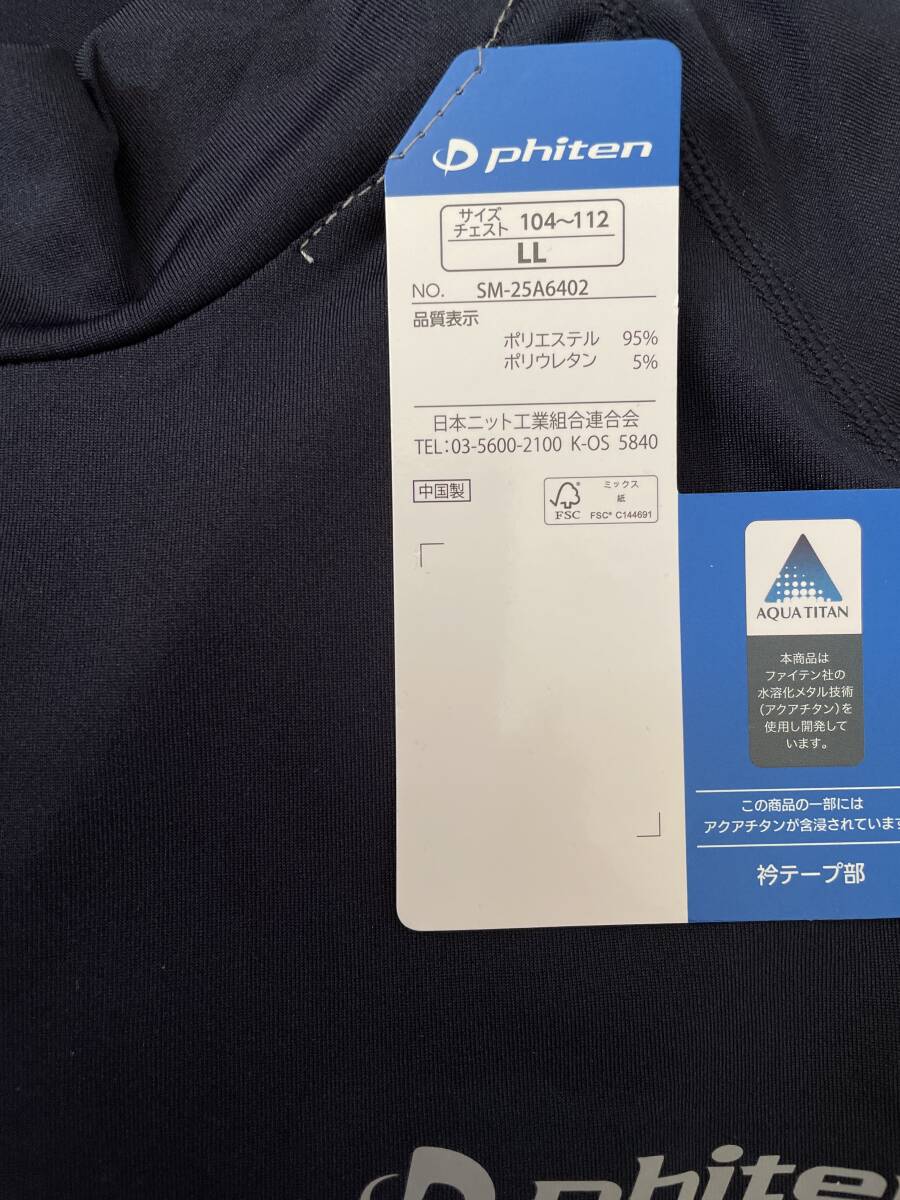 phiten
サイズ
チェスト 104~112
LL
NO. SM-25A6402
品質表示
ポリエステル 95%
ポリウレタン 5%
日本ニット工業組合連合会
TEL:03-5600-2100 K-OS 5840
中国製
ミックス
紙
FSC
FSC® C144691
AQUA TITAN
本商品は
ファイテン社の
水溶化メタル技術
(アクアチタン)を
使用し開発して
います。
この商品の一部には
アクアチタンが含浸されています
衿テープ部
phiten